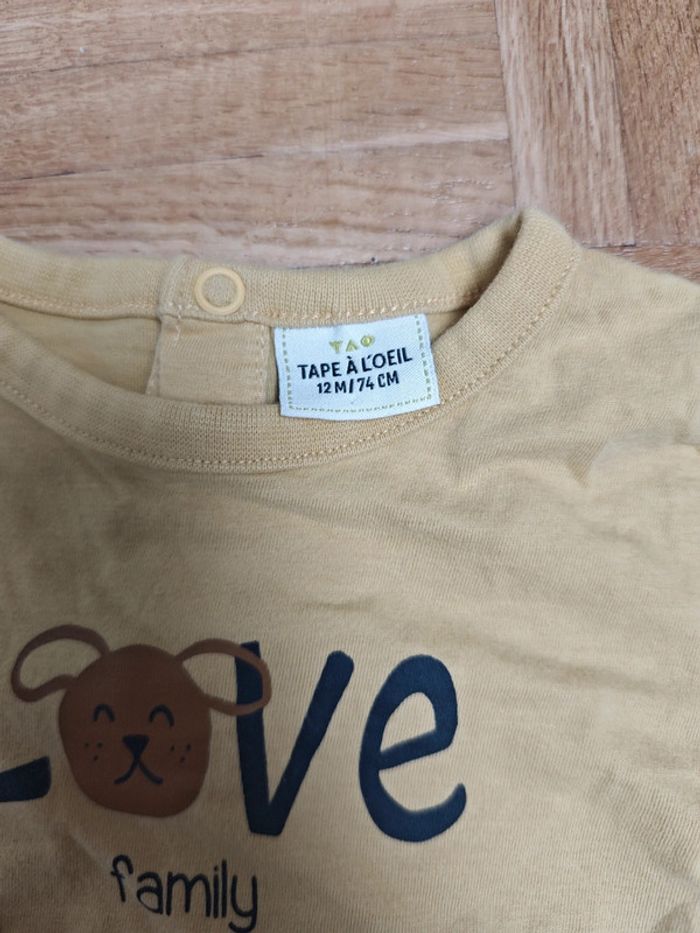 TAO
TAPE À L'OEIL
12 M/74 CM
LOVE
family